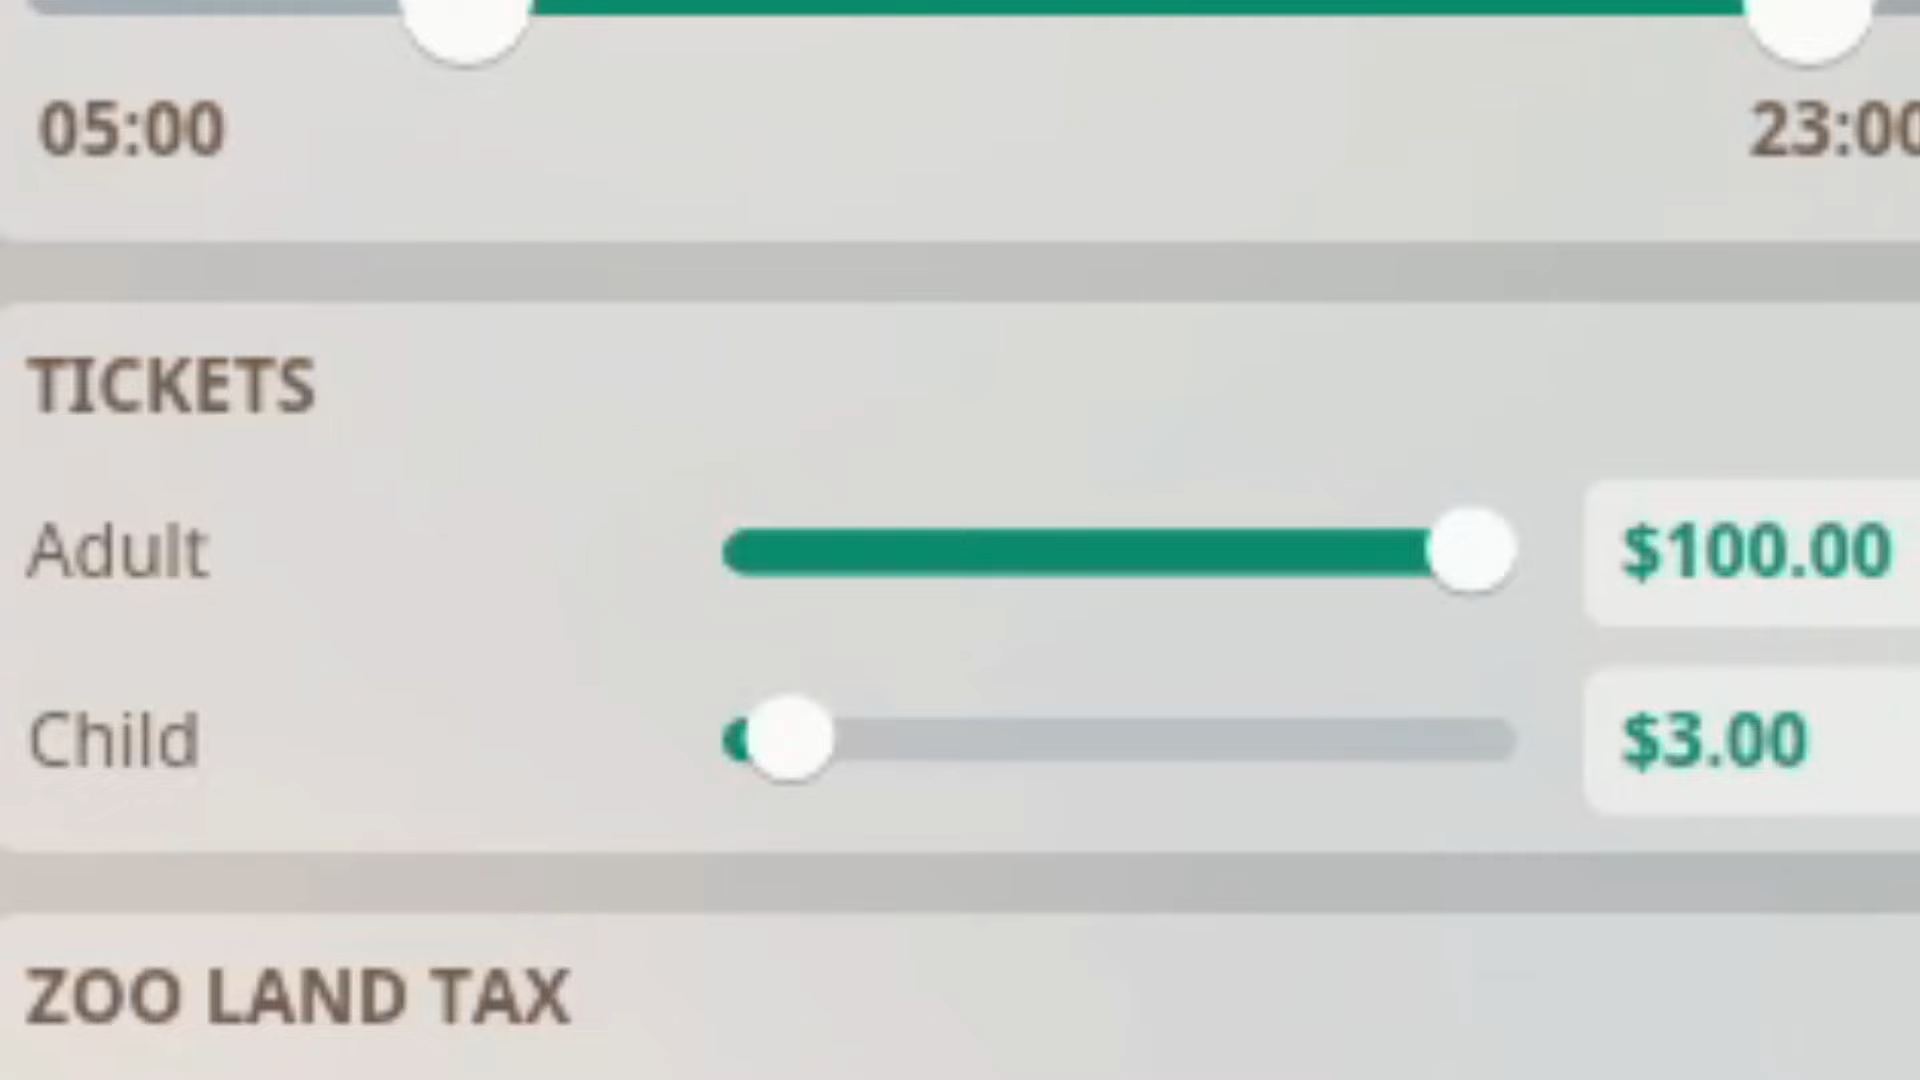 05:00 23:00
TICKETS
Adult $100.00
Child $3.00
ZOO LAND TAX